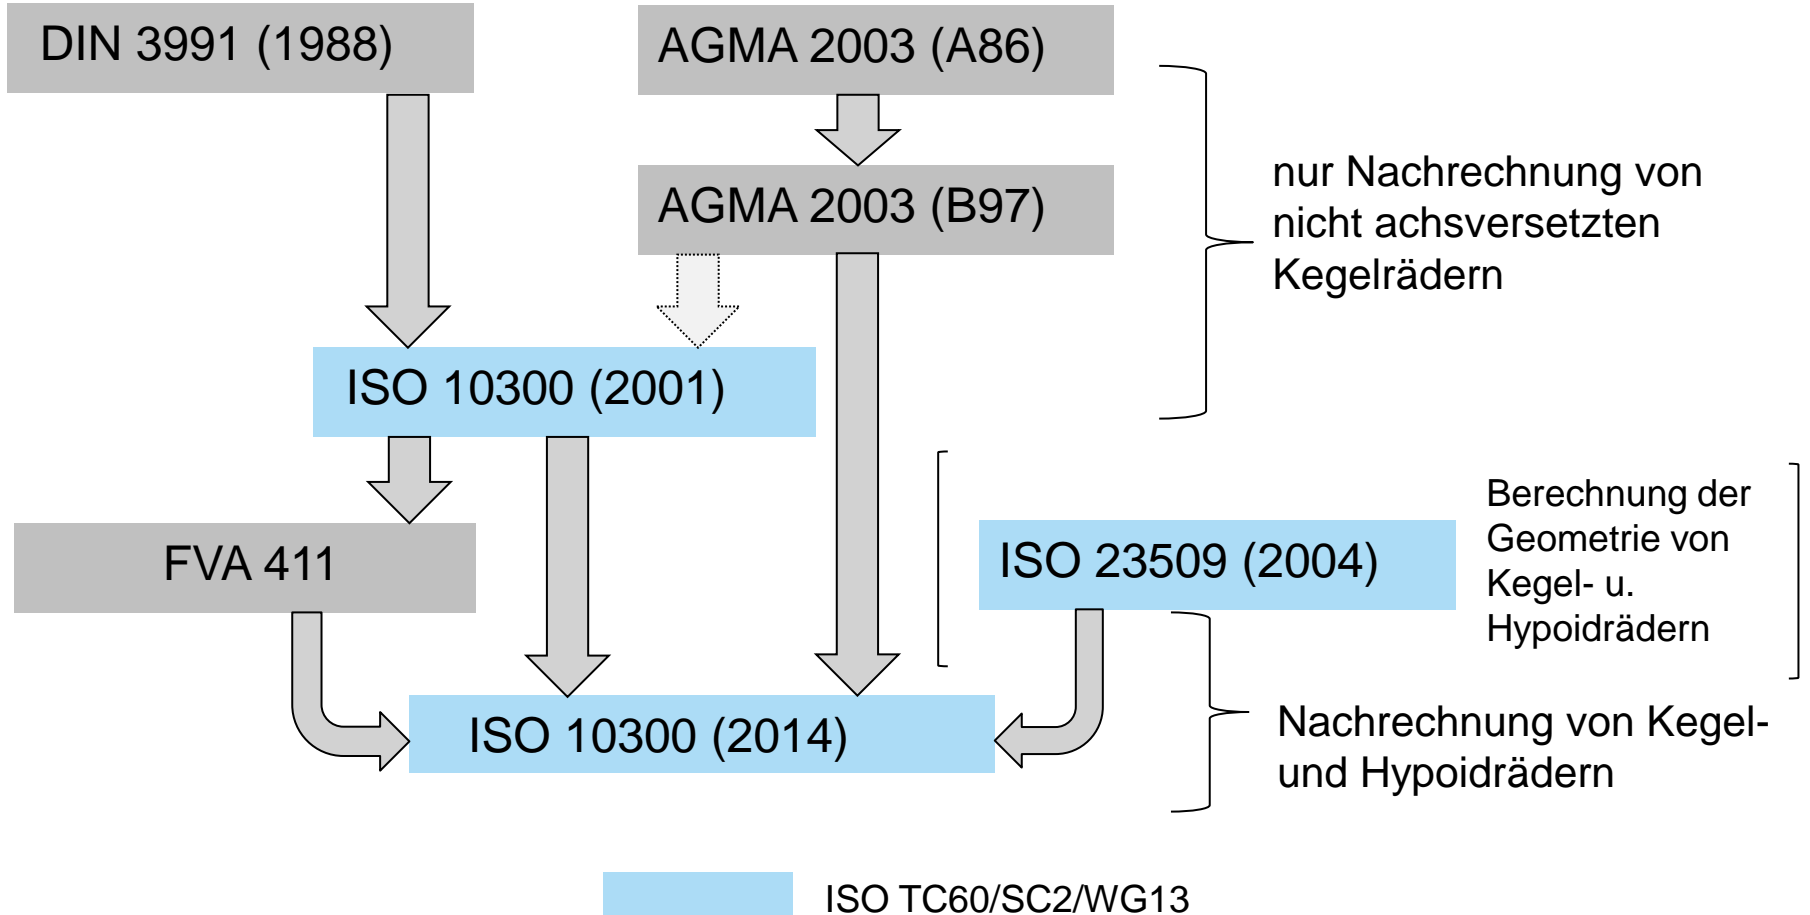 DIN 3991 (1988)
AGMA 2003 (A86)
AGMA 2003 (B97)
nur Nachrechnung von
nicht achsversetzten
Kegelrädern
ISO 10300 (2001)
FVA 411
ISO 23509 (2004)
Berechnung der
Geometrie von
Kegel- u.
Hypoidrädern
ISO 10300 (2014)
Nachrechnung von Kegel-
und Hypoidrädern
ISO TC60/SC2/WG13